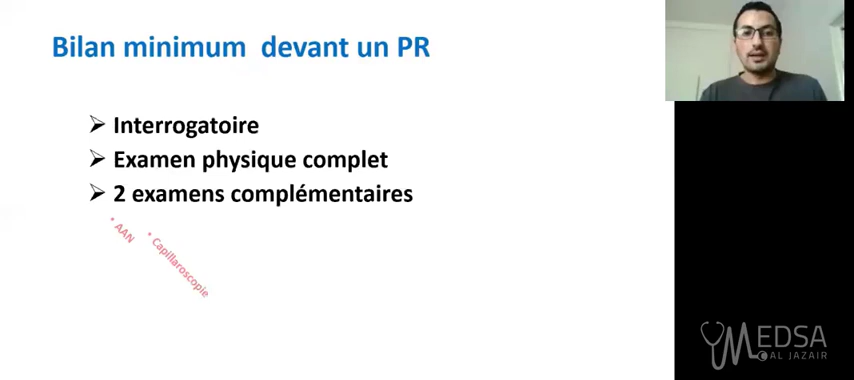 Bilan minimum devant un PR
➢ Interrogatoire
➢ Examen physique complet
➢ 2 examens complémentaires
• AAN
• Capillaroscopie
MEDSA
AL JAZAIR